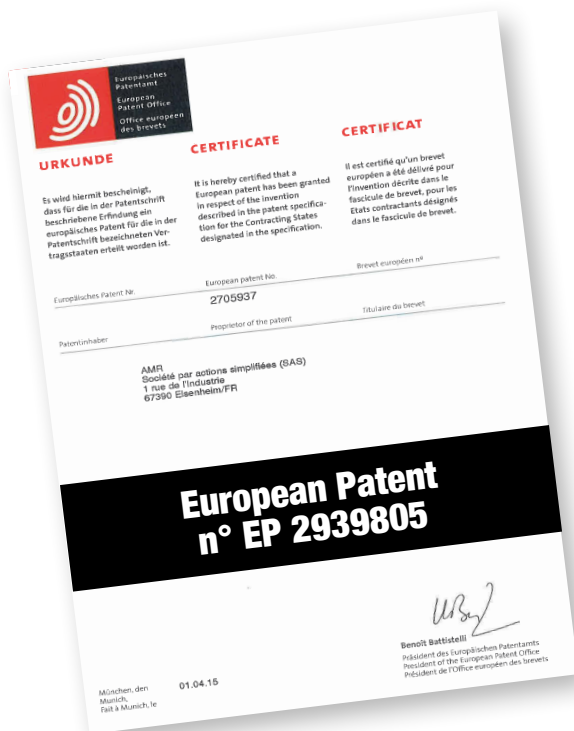 Europäisches
Patentamt
European
Patent Office
Office européen
des brevets
URKUNDE
Es wird hiermit bescheinigt,
dass für die in der Patentschrift
beschriebene Erfindung ein
europäisches Patent für die in der
Patentschrift bezeichneten Ver-
tragsstaaten erteilt worden ist.
CERTIFICATE
It is hereby certified that a
European patent has been granted
in respect of the invention
described in the patent specifica-
tion for the Contracting States
designated in the specification.
CERTIFICAT
Il est certifié qu'un brevet
européen a été délivré pour
l'invention décrite dans le
fascicule de brevet, pour les
Etats contractants désignés
dans le fascicule de brevet.
Europäisches Patent Nr.
European patent No.
Brevet européen n°
2705937
Patentinhaber
Proprietor of the patent
Titulaire du brevet
AMR
Société par actions simplifiées (SAS)
1 rue de l'Industrie
67390 Elsenheim/FR
European Patent
n° EP 2939805
Benoît Battistelli
Präsident des Europäischen Patentamts
President of the European Patent Office
Président de l'Office européen des brevets
München, den
Munich,
Fait à Munich, le
01.04.15